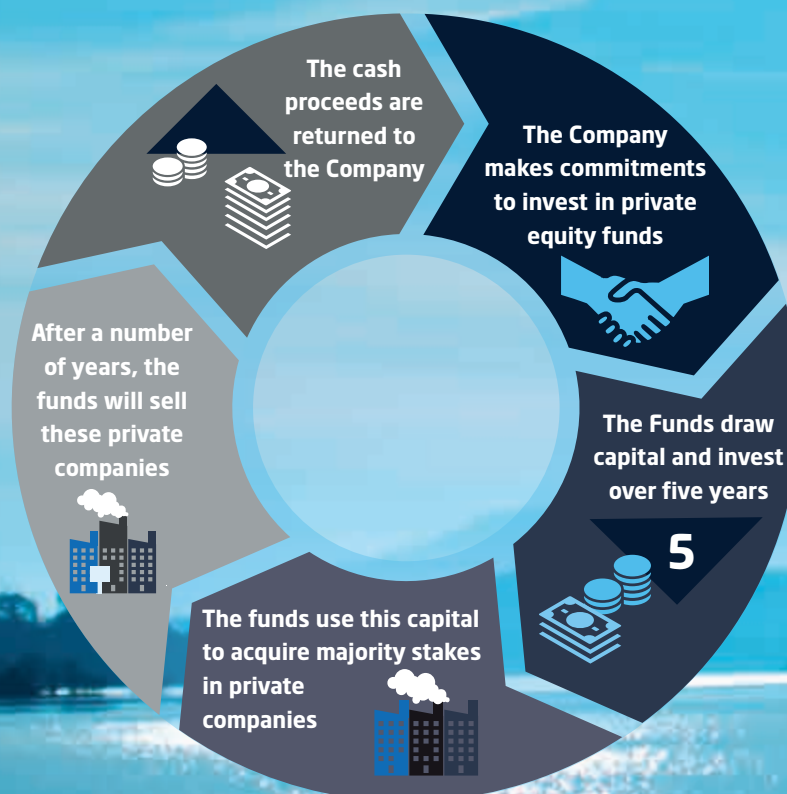 The cash
proceeds are
returned to
the Company
The Company
makes commitments
to invest in private
equity funds
The Funds draw
capital and invest
over five years
5
The funds use this capital
to acquire majority stakes
in private
companies
After a number
of years, the
funds will sell
these private
companies